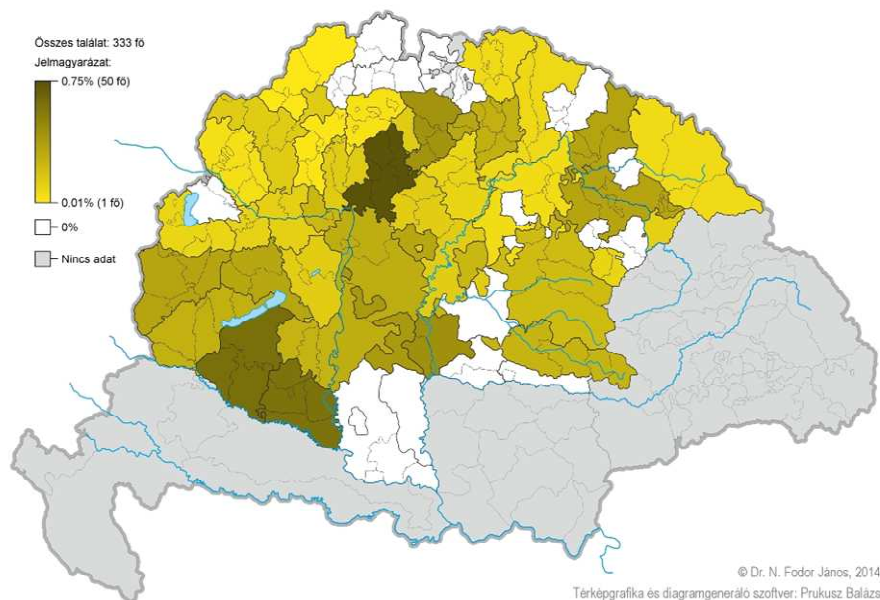 Összes találat: 333 fő
Jelmagyarázat:
0.75% (50 fő)
0.01% (1 fő)
0%
Nincs adat
© Dr. N. Fodor János, 2014
Térképgrafika és diagramgeneráló szoftver: Prukusz Balázs